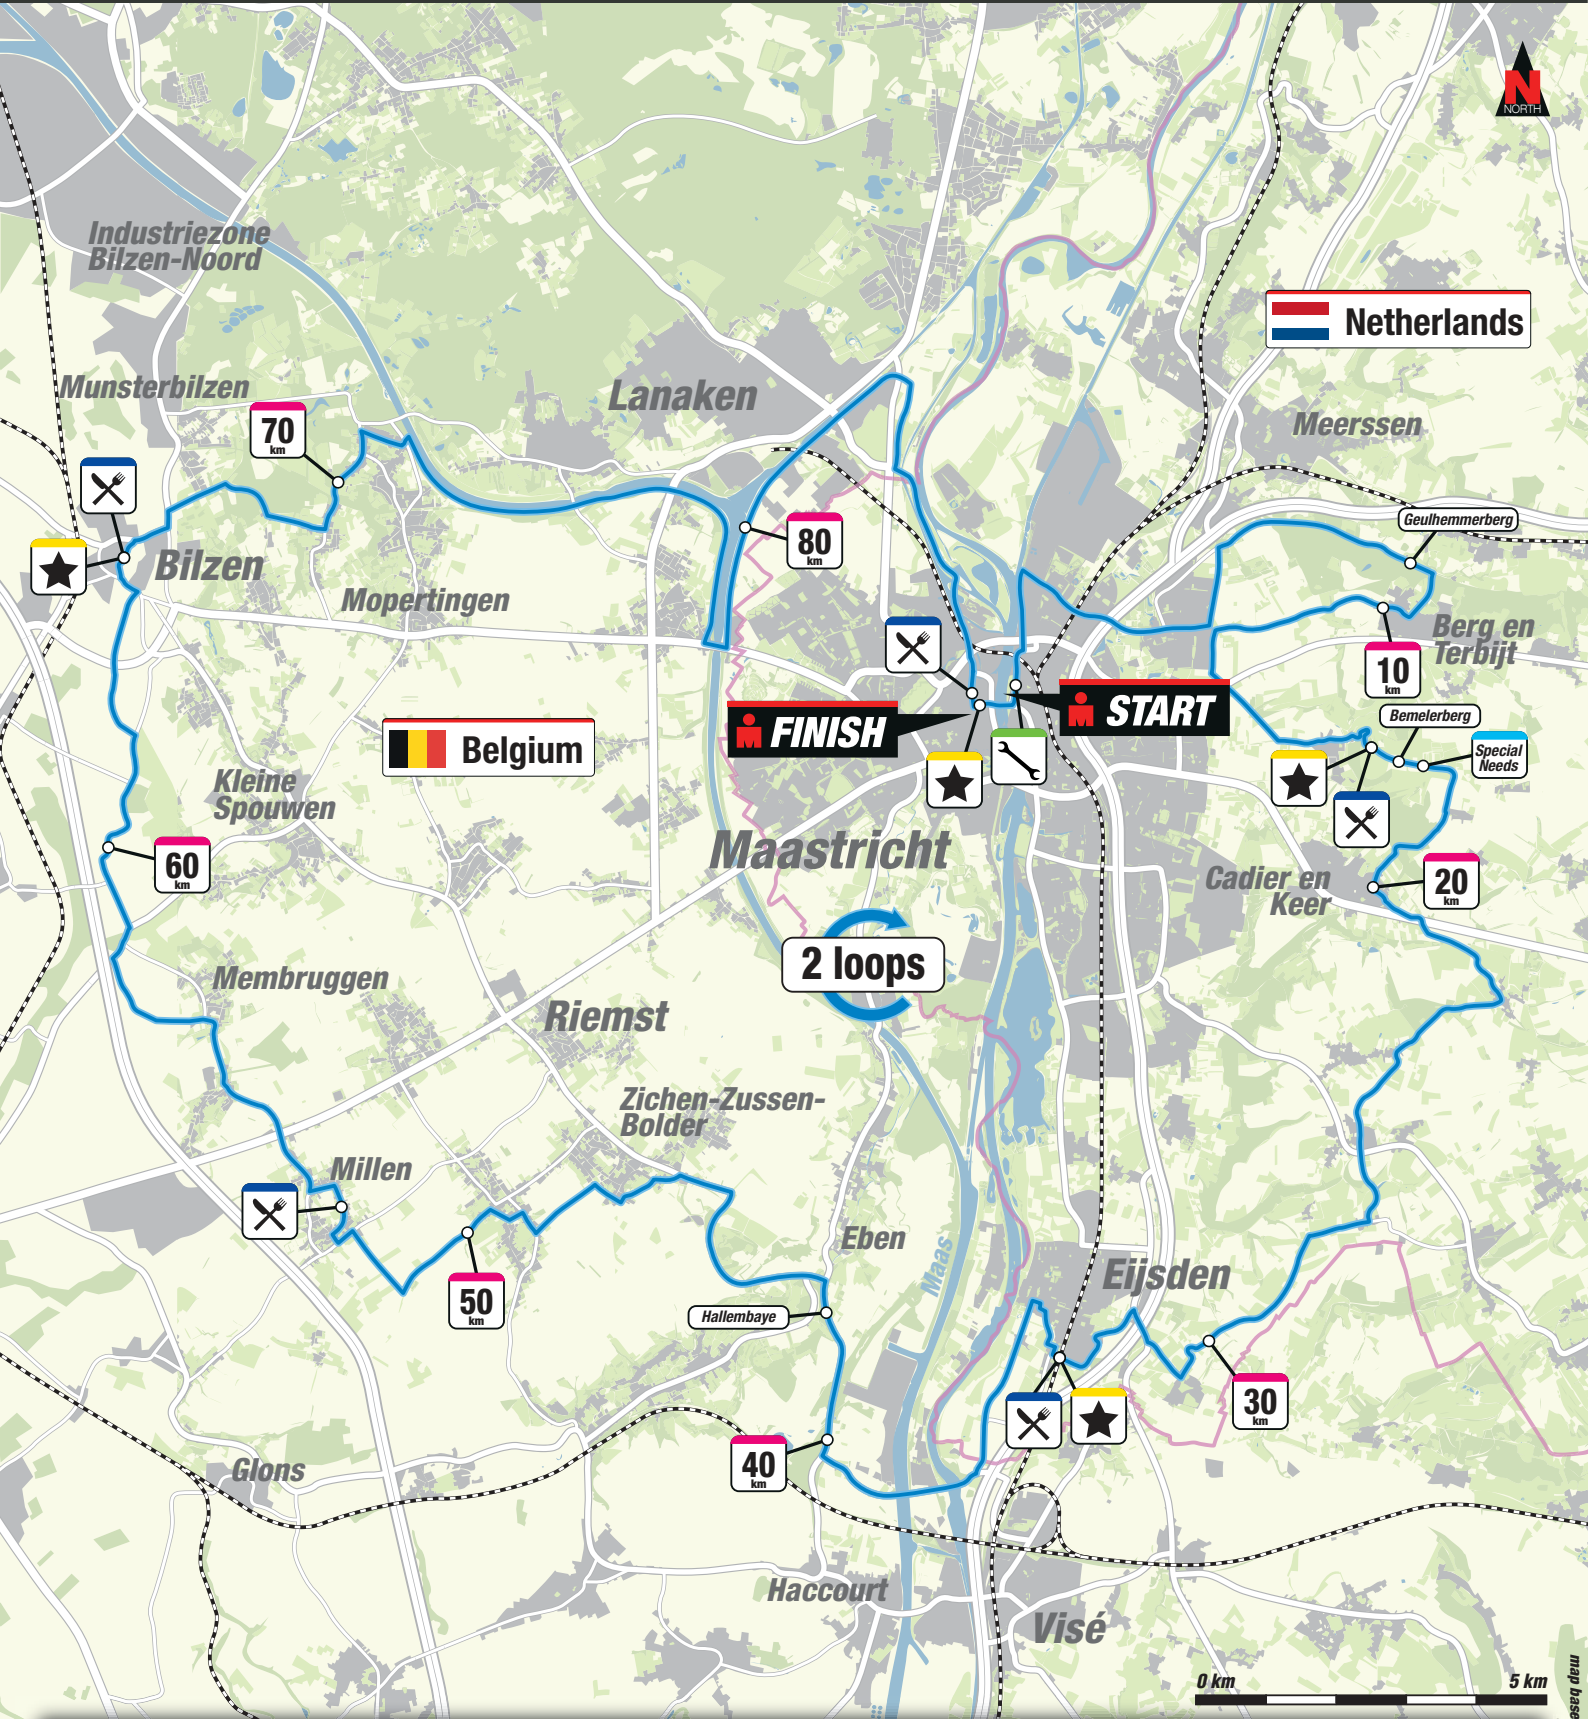 N
NORTH
Industriezone
Bilzen-Noord
Netherlands
Munsterbilzen
Lanaken
Meerssen
70
km
Geulhemmerberg
80
km
Bilzen
Mopertingen
Berg en
Terbijt
10
km
START
FINISH
Bemelerberg
Special
Needs
Belgium
Kleine
Spouwen
Maastricht
60
km
Cadier en
Keer
20
km
2 loops
Membruggen
Riemst
Zichen-Zussen-
Bolder
Millen
Eben
Maas
Eijsden
50
km
Hallembaye
30
km
40
km
Glons
Haccourt
Visé
0 km
5 km
map base